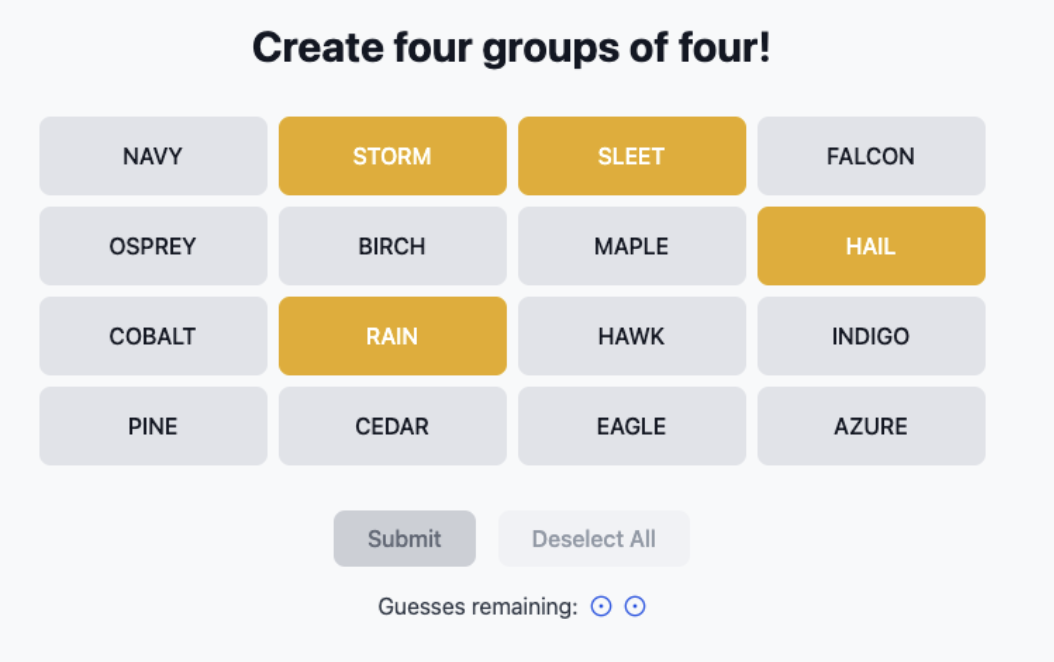 Create four groups of four!
NAVY STORM SLEET FALCON
OSPREY BIRCH MAPLE HAIL
COBALT RAIN HAWK INDIGO
PINE CEDAR EAGLE AZURE
Submit Deselect All
Guesses remaining: